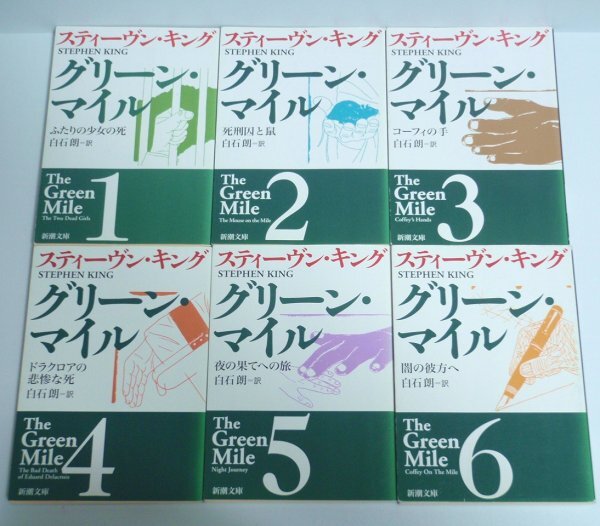 スティーヴン・キング
STEPHEN KING
グリーン・
マイル
ふたりの少女の死
白石 朗=訳
The
Green
Mile
The Two Dead Girls
1
新潮文庫
スティーヴン・キング
STEPHEN KING
グリーン・
マイル
死刑囚と鼠
白石 朗=訳
The
Green
Mile
The Mouse on the Mile
2
新潮文庫
スティーヴン・キング
STEPHEN KING
グリーン・
マイル
コーフィの手
白石 朗=訳
The
Green
Mile
Coffey's Hands
3
新潮文庫
スティーヴン・キング
STEPHEN KING
グリーン・
マイル
ドラクロアの
悲惨な死
白石 朗=訳
The
Green
Mile
The Bad Death
of Eduard Delacroix
4
新潮文庫
スティーヴン・キング
STEPHEN KING
グリーン・
マイル
夜の果てへの旅
白石 朗=訳
The
Green
Mile
Night Journey
5
新潮文庫
スティーヴン・キング
STEPHEN KING
グリーン・
マイル
闇の彼方へ
白石 朗=訳
The
Green
Mile
Coffey On The Mile
6
新潮文庫